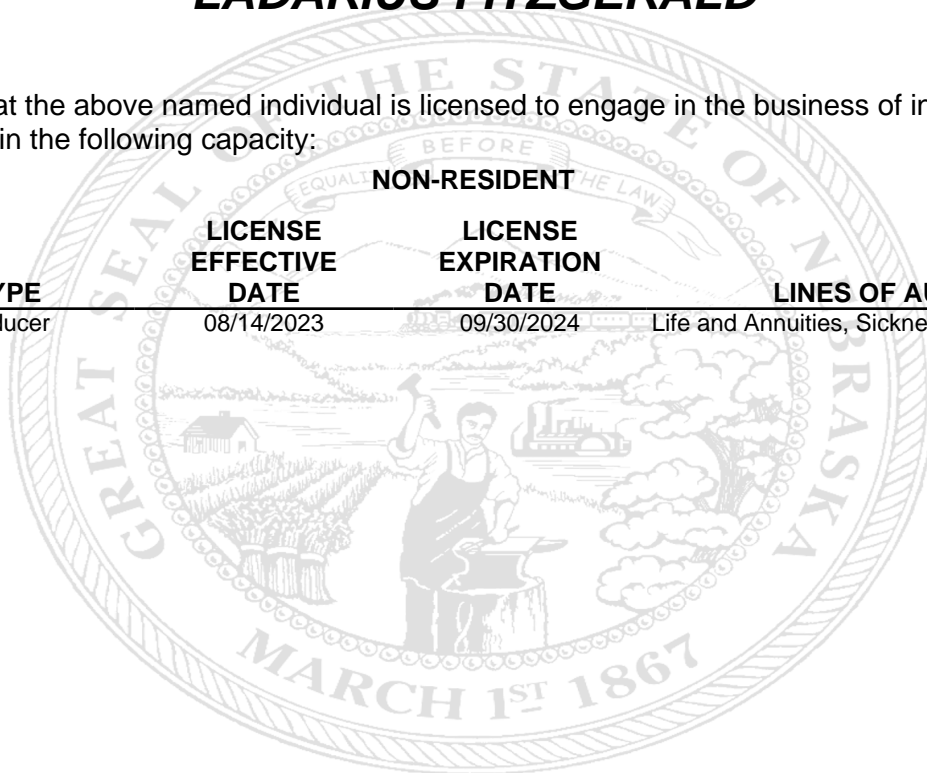 LADARIUS FITZGERALD
at the above named individual is licensed to engage in the business of in
in the following capacity:
NON-RESIDENT
LICENSE EFFECTIVE DATE
LICENSE EXPIRATION DATE
YPE
LINES OF AU
ducer 08/14/2023 09/30/2024 Life and Annuities, Sickne
GREAT SEAL OF THE STATE OF NEBRASKA
EQUALITY BEFORE THE LAW
MARCH 1ST 1867